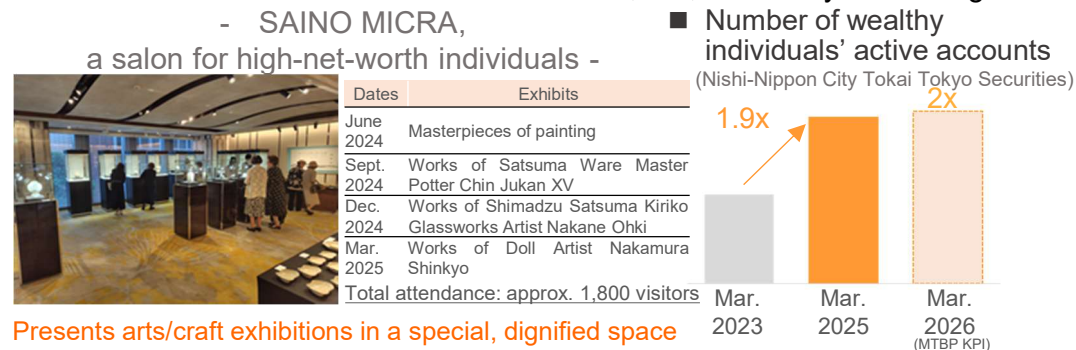 - SAINO MICRA,
a salon for high-net-worth individuals -
Dates Exhibits
June
2024
Masterpieces of painting
Sept.
2024
Works of Satsuma Ware Master
Potter Chin Jukan XV
Dec.
2024
Works of Shimadzu Satsuma Kiriko
Glassworks Artist Nakane Ohki
Mar.
2025
Works of Doll Artist Nakamura
Shinkyo
Total attendance: approx. 1,800 visitors
Presents arts/craft exhibitions in a special, dignified space
■ Number of wealthy
individuals' active accounts
(Nishi-Nippon City Tokai Tokyo Securities)
1.9x
2x
Mar.
2023
Mar.
2025
Mar.
2026
(MTBP KPI)